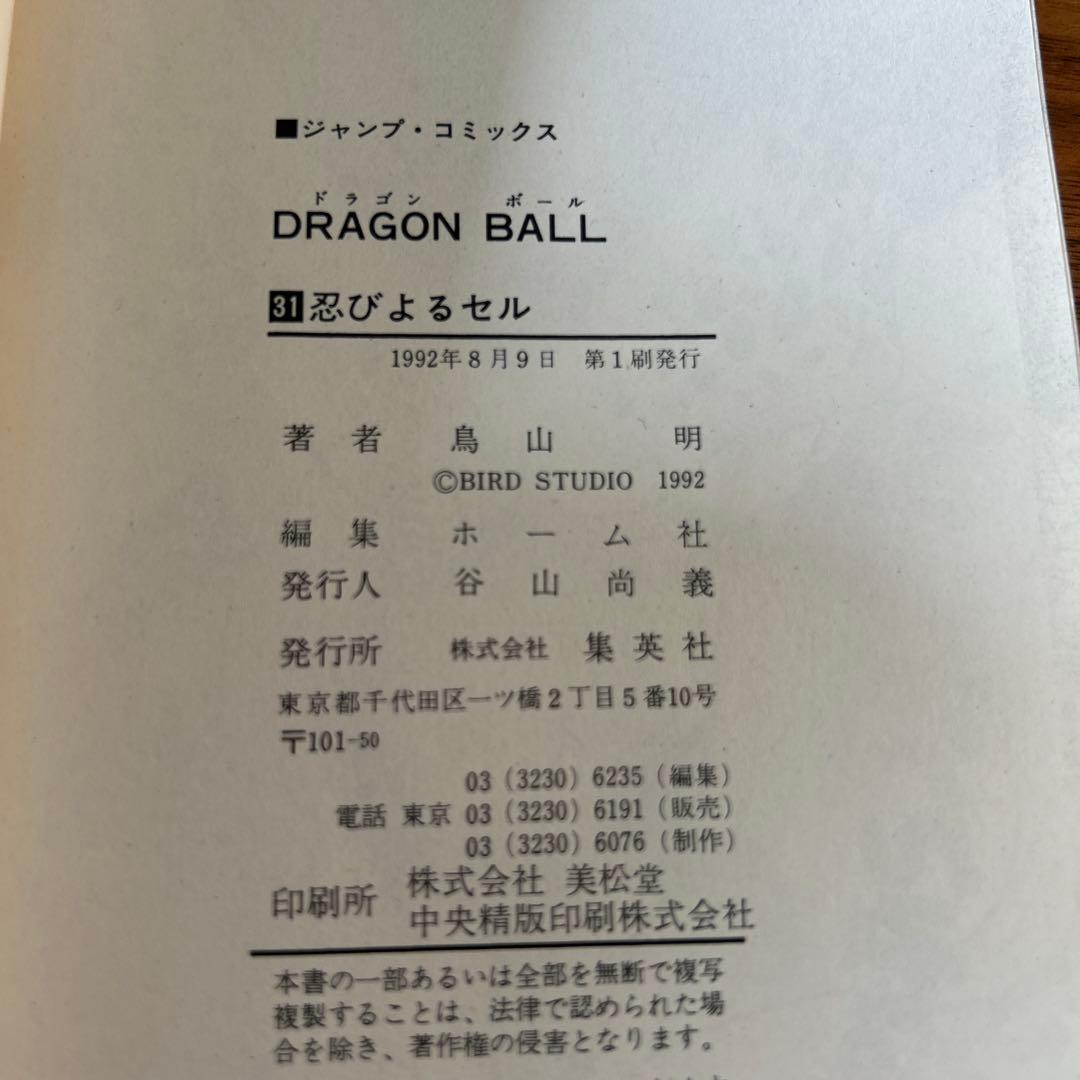 ■ジャンプ・コミックス
ドラゴン ボール
DRAGON BALL
31 忍びよるセル
1992年8月9日 第1刷発行
著者 鳥山 明
©BIRD STUDIO 1992
編集 ホーム社
発行人 谷山尚義
発行所 株式会社 集英社
東京都千代田区一ツ橋2丁目5番10号
〒101-50
03 (3230) 6235 (編集)
電話 東京 03 (3230) 6191 (販売)
03 (3230) 6076 (制作)
印刷所 株式会社 美松堂
中央精版印刷株式会社
本書の一部あるいは全部を無断で複写
複製することは、法律で認められた場
合を除き、著作権の侵害となります。